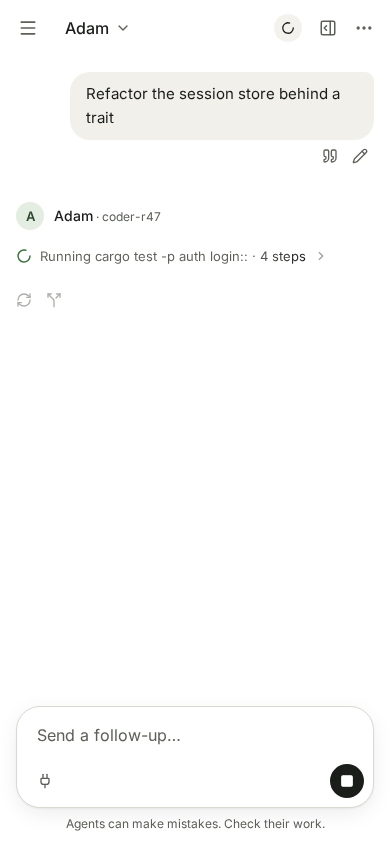 Adam
Refactor the session store behind a
trait
A
Adam · coder-r47
Running cargo test -p auth login:: · 4 steps
Send a follow-up...
Agents can make mistakes. Check their work.